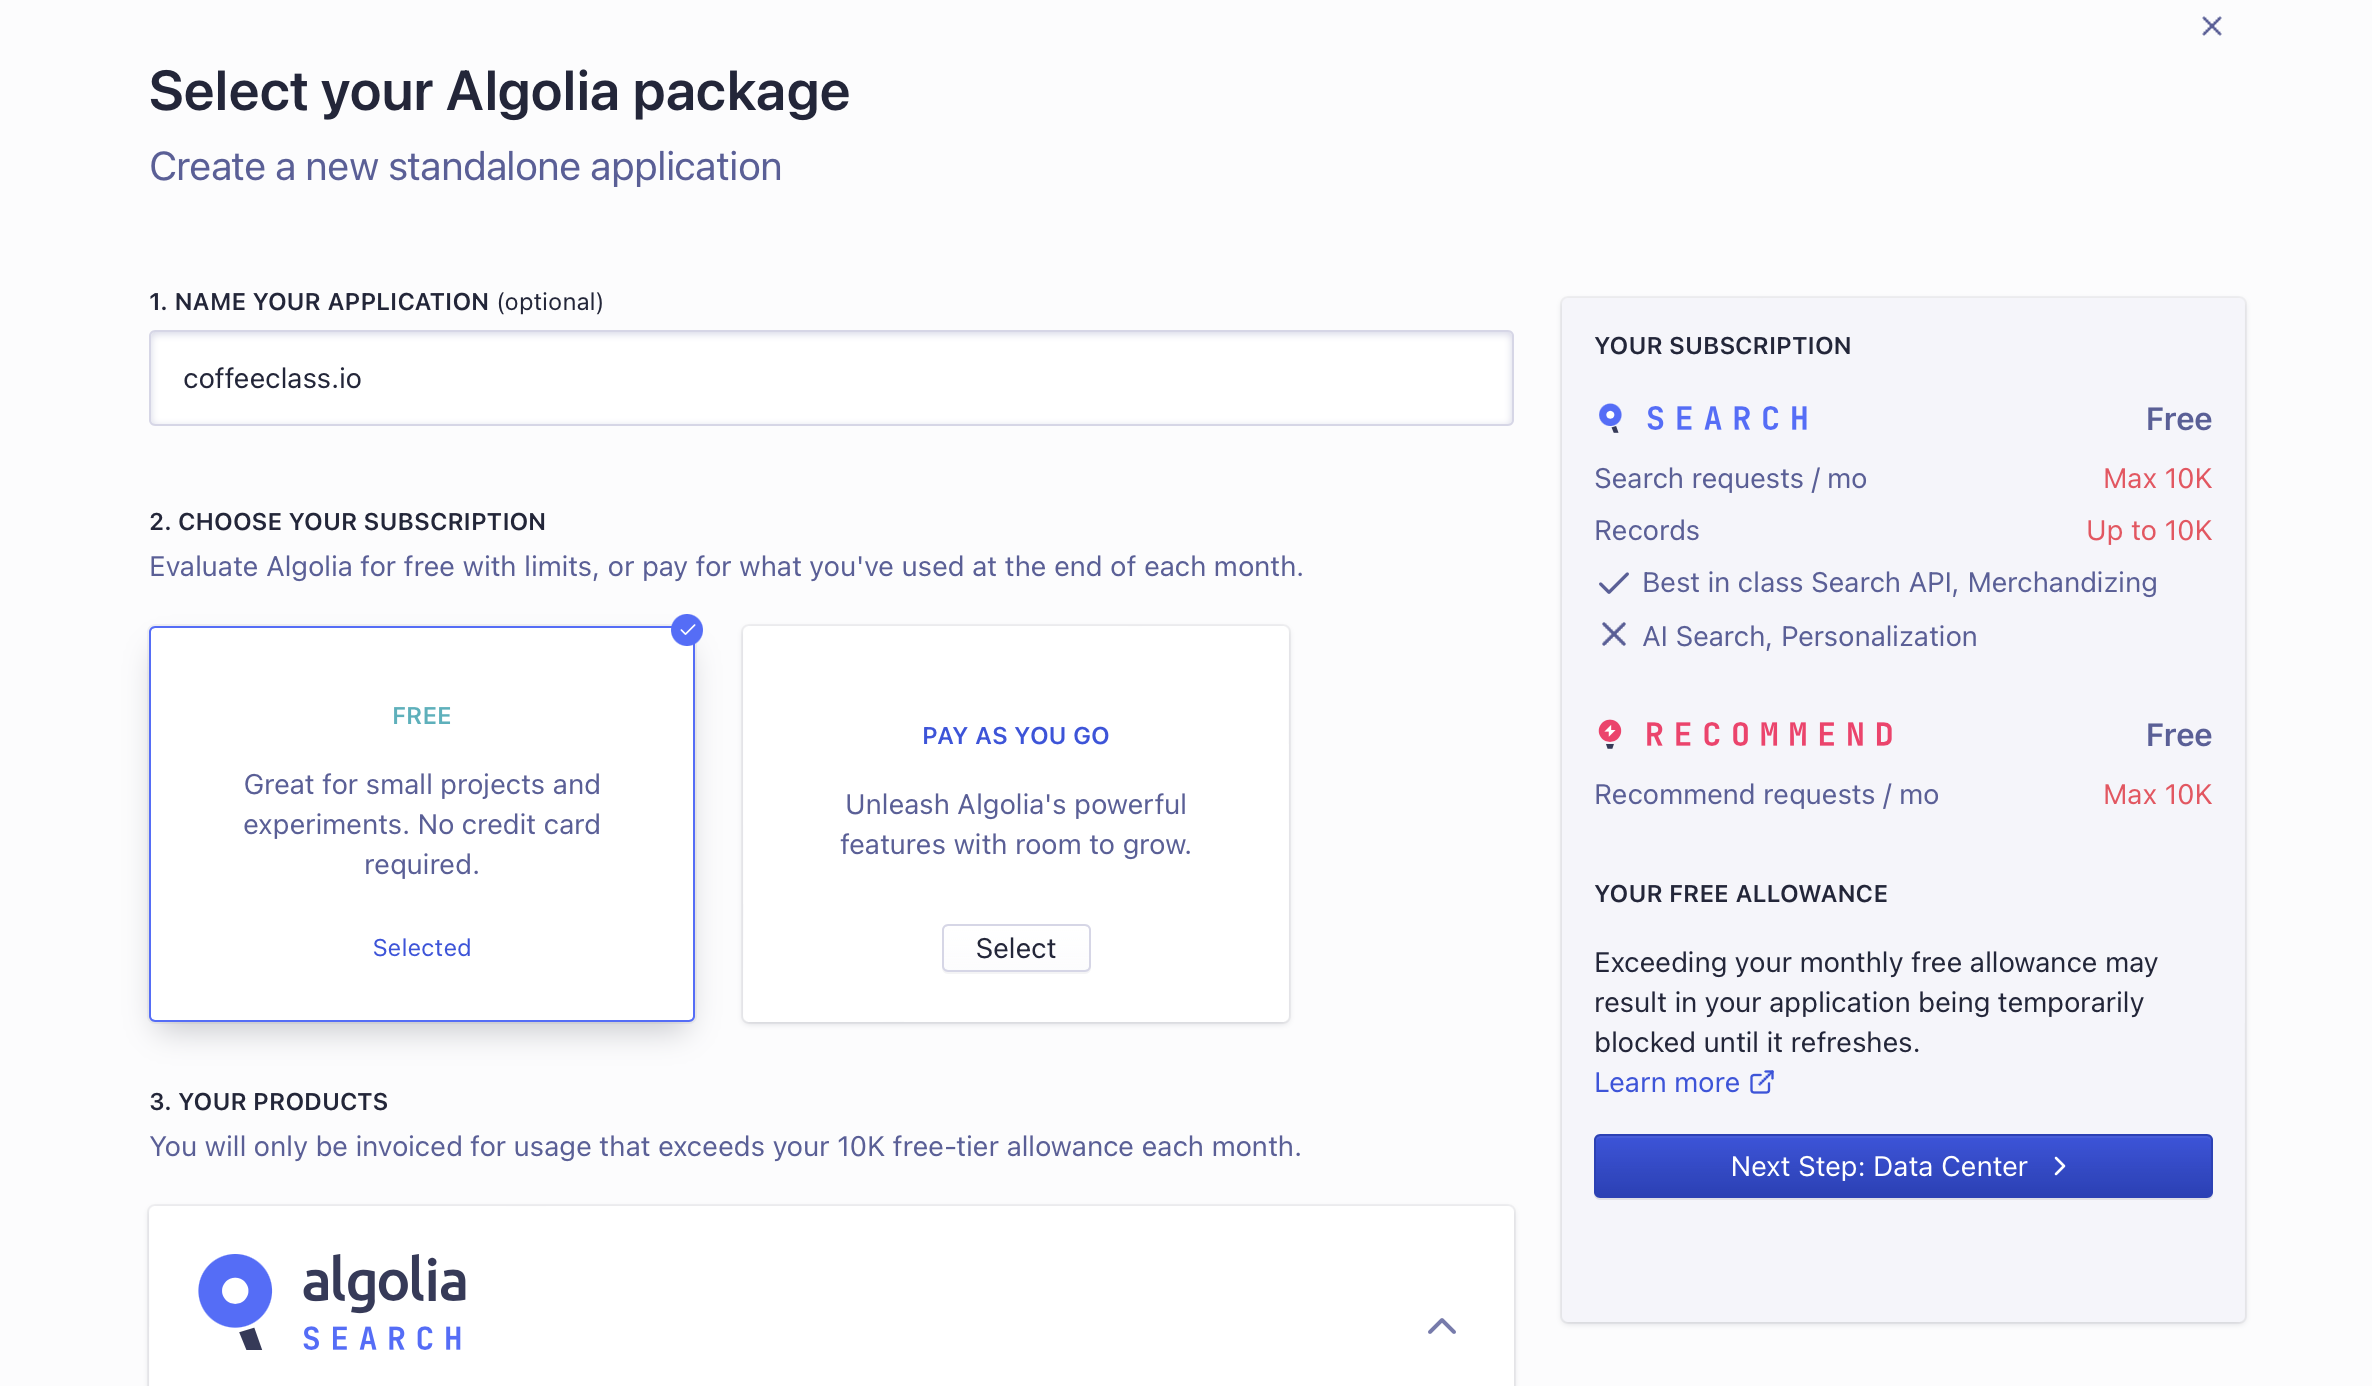 Select your Algolia package
Create a new standalone application
1. NAME YOUR APPLICATION (optional)
coffeeclass.io
2. CHOOSE YOUR SUBSCRIPTION
Evaluate Algolia for free with limits, or pay for what you've used at the end of each month.
FREE
Great for small projects and
experiments. No credit card
required.
Selected
PAY AS YOU GO
Unleash Algolia's powerful
features with room to grow.
Select
3. YOUR PRODUCTS
You will only be invoiced for usage that exceeds your 10K free-tier allowance each month.
algolia
SEARCH
YOUR SUBSCRIPTION
SEARCH Free
Search requests / mo Max 10K
Records Up to 10K
Best in class Search API, Merchandizing
AI Search, Personalization
RECOMMEND Free
Recommend requests / mo Max 10K
YOUR FREE ALLOWANCE
Exceeding your monthly free allowance may
result in your application being temporarily
blocked until it refreshes.
Learn more
Next Step: Data Center